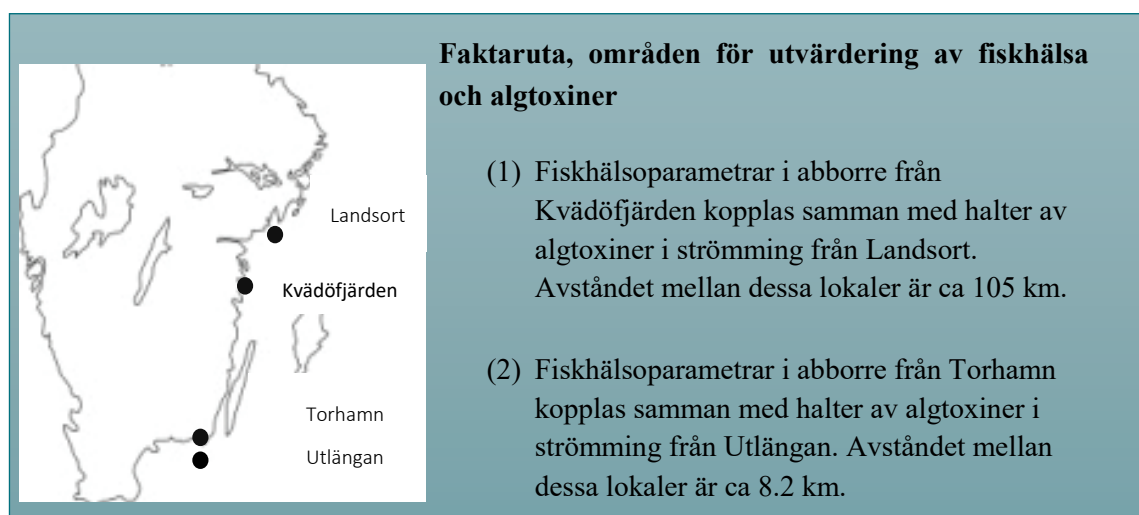 Faktaruta, områden för utvärdering av fiskhälsa
och algtoxiner
(1) Fiskhälsoparametrar i abborre från
Kvädöfjärden kopplas samman med halter av
algtoxiner i strömming från Landsort.
Avståndet mellan dessa lokaler är ca 105 km.
(2) Fiskhälsoparametrar i abborre från Torhamn
kopplas samman med halter av algtoxiner i
strömming från Utlängan. Avståndet mellan
dessa lokaler är ca 8.2 km.
Landsort
Kvädöfjärden
Torhamn
Utlängan